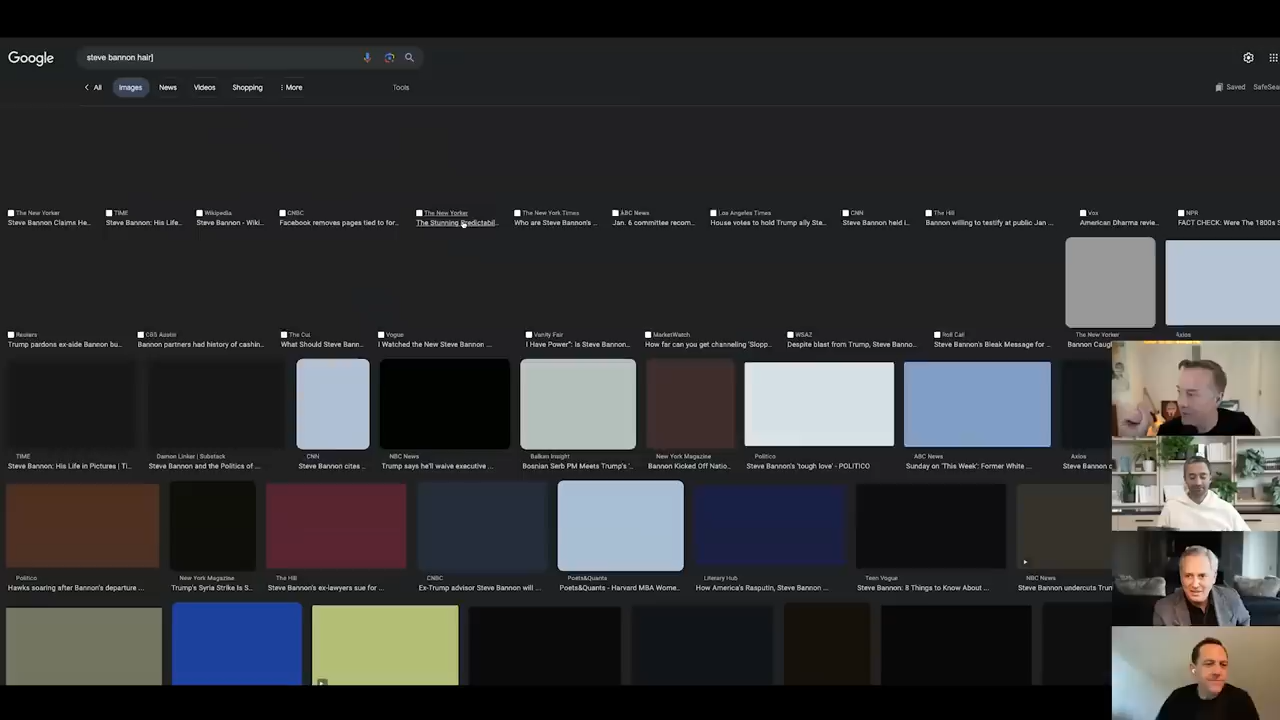 Google
steve bannon hair
All
Images
News
Videos
Shopping
More
Tools
Saved
SafeSea
The New Yorker
Steve Bannon Claims He...
TIME
Steve Bannon: His Life...
Wikipedia
Steve Bannon - Wiki...
CNBC
Facebook removes pages tied to for...
The New Yorker
The Stunning Predictabil...
The New York Times
Who are Steve Bannon's ...
ABC News
Jan. 6 committee recom...
Los Angeles Times
House votes to hold Trump ally Ste...
CNN
Steve Bannon held i...
The Hill
Bannon willing to testify at public Jan ...
Vox
American Dharma revie...
NPR
FACT CHECK: Were The 1800s S
Reuters
Trump pardons ex-aide Bannon bu...
CBS Austin
Bannon partners had history of cashin...
The Cut
What Should Steve Bann...
Vogue
I Watched the New Steve Bannon ...
Vanity Fair
I Have Power": Is Steve Bannon...
MarketWatch
How far can you get channeling 'Slopp...
WSAZ
Despite blast from Trump, Steve Banno...
Roll Call
Steve Bannon's Bleak Message for ...
The New Yorker
Bannon Caug
Axios
TIME
Steve Bannon: His Life in Pictures | Ti...
Damon Linker | Substack
Steve Bannon and the Politics of ...
CNN
Steve Bannon cites ...
NBC News
Trump says he'll waive executive ...
Balkan Insight
Bosnian Serb PM Meets Trump's '...
New York Magazine
Bannon Kicked Off Natio...
Politico
Steve Bannon's 'tough love' - POLITICO
ABC News
Sunday on 'This Week': Former White ...
Axios
Steve Bannon c
Politico
Hawks soaring after Bannon's departure ...
New York Magazine
Trump's Syria Strike Is S...
The Hill
Steve Bannon's ex-lawyers sue for ...
CNBC
Ex-Trump advisor Steve Bannon will ...
Poets&Quants
Poets&Quants - Harvard MBA Wome...
Literary Hub
How America's Rasputin, Steve Bannon ...
Teen Vogue
Steve Bannon: 8 Things to Know About ...
NBC News
Steve Bannon undercuts Trum